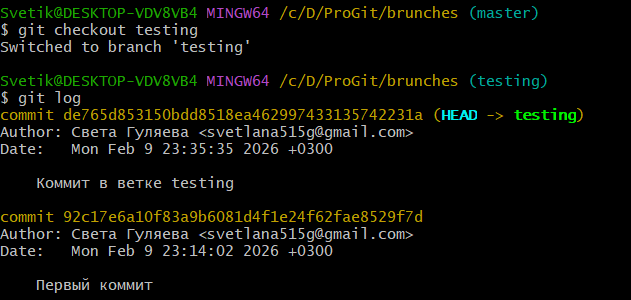 Svetik@DESKTOP-VDV8VB4 MINGW64 /c/D/ProGit/brunches (master)
$ git checkout testing
Switched to branch 'testing'
Svetik@DESKTOP-VDV8VB4 MINGW64 /c/D/ProGit/brunches (testing)
$ git log
commit de765d853150bdd8518ea462997433135742231a (HEAD -> testing)
Author: Света Гуляева <svetlana515g@gmail.com>
Date:   Mon Feb 9 23:35:35 2026 +0300
Коммит в ветке testing
commit 92c17e6a10f83a9b6081d4f1e24f62fae8529f7d
Author: Света Гуляева <svetlana515g@gmail.com>
Date:   Mon Feb 9 23:14:02 2026 +0300
Первый коммит